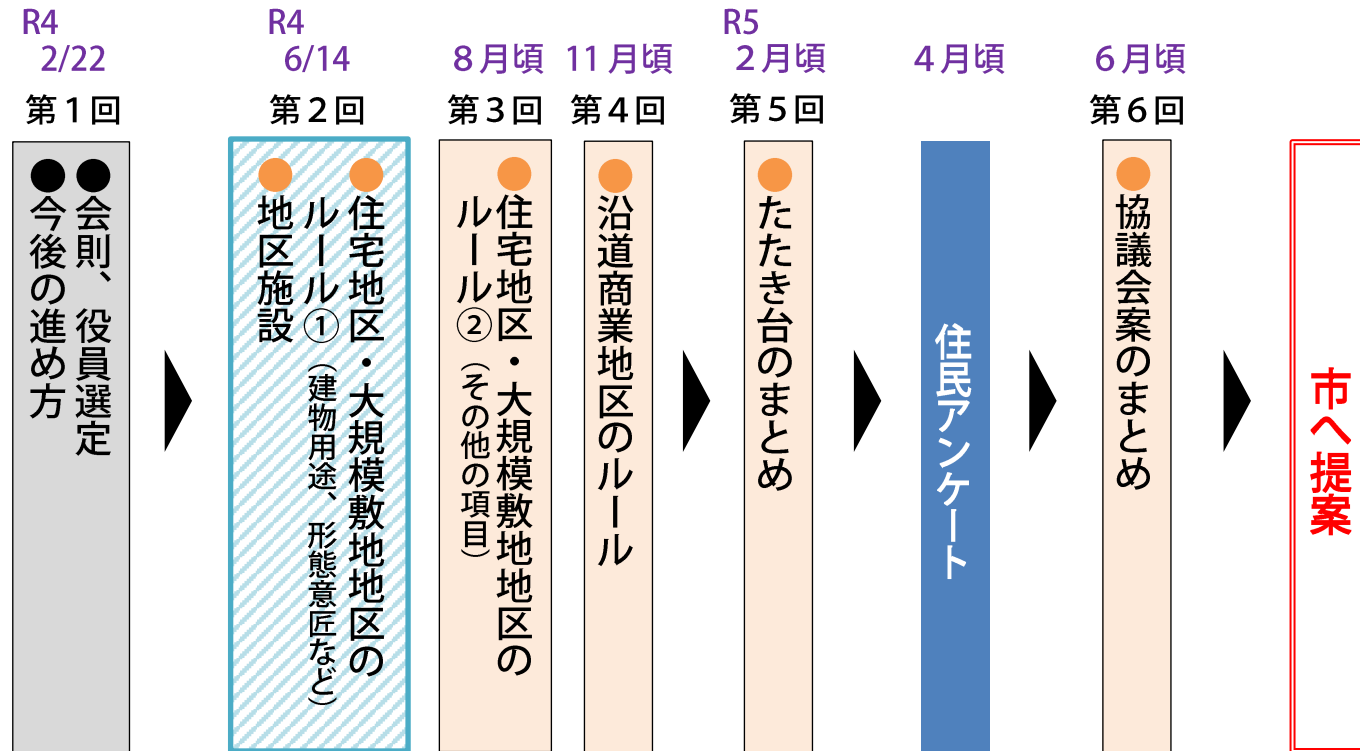 R4
2/22
第1回
●会則、役員選定
●今後の進め方
R4
6/14
第2回
●住宅地区・大規模敷地地区の
ルール①（建物用途、形態意匠など）
●地区施設
8月頃
第3回
●住宅地区・大規模敷地地区の
ルール②（その他の項目）
11月頃
第4回
●沿道商業地区のルール
R5
2月頃
第5回
●たたき台のまとめ
4月頃
住民アンケート
6月頃
第6回
●協議会案のまとめ
市へ提案